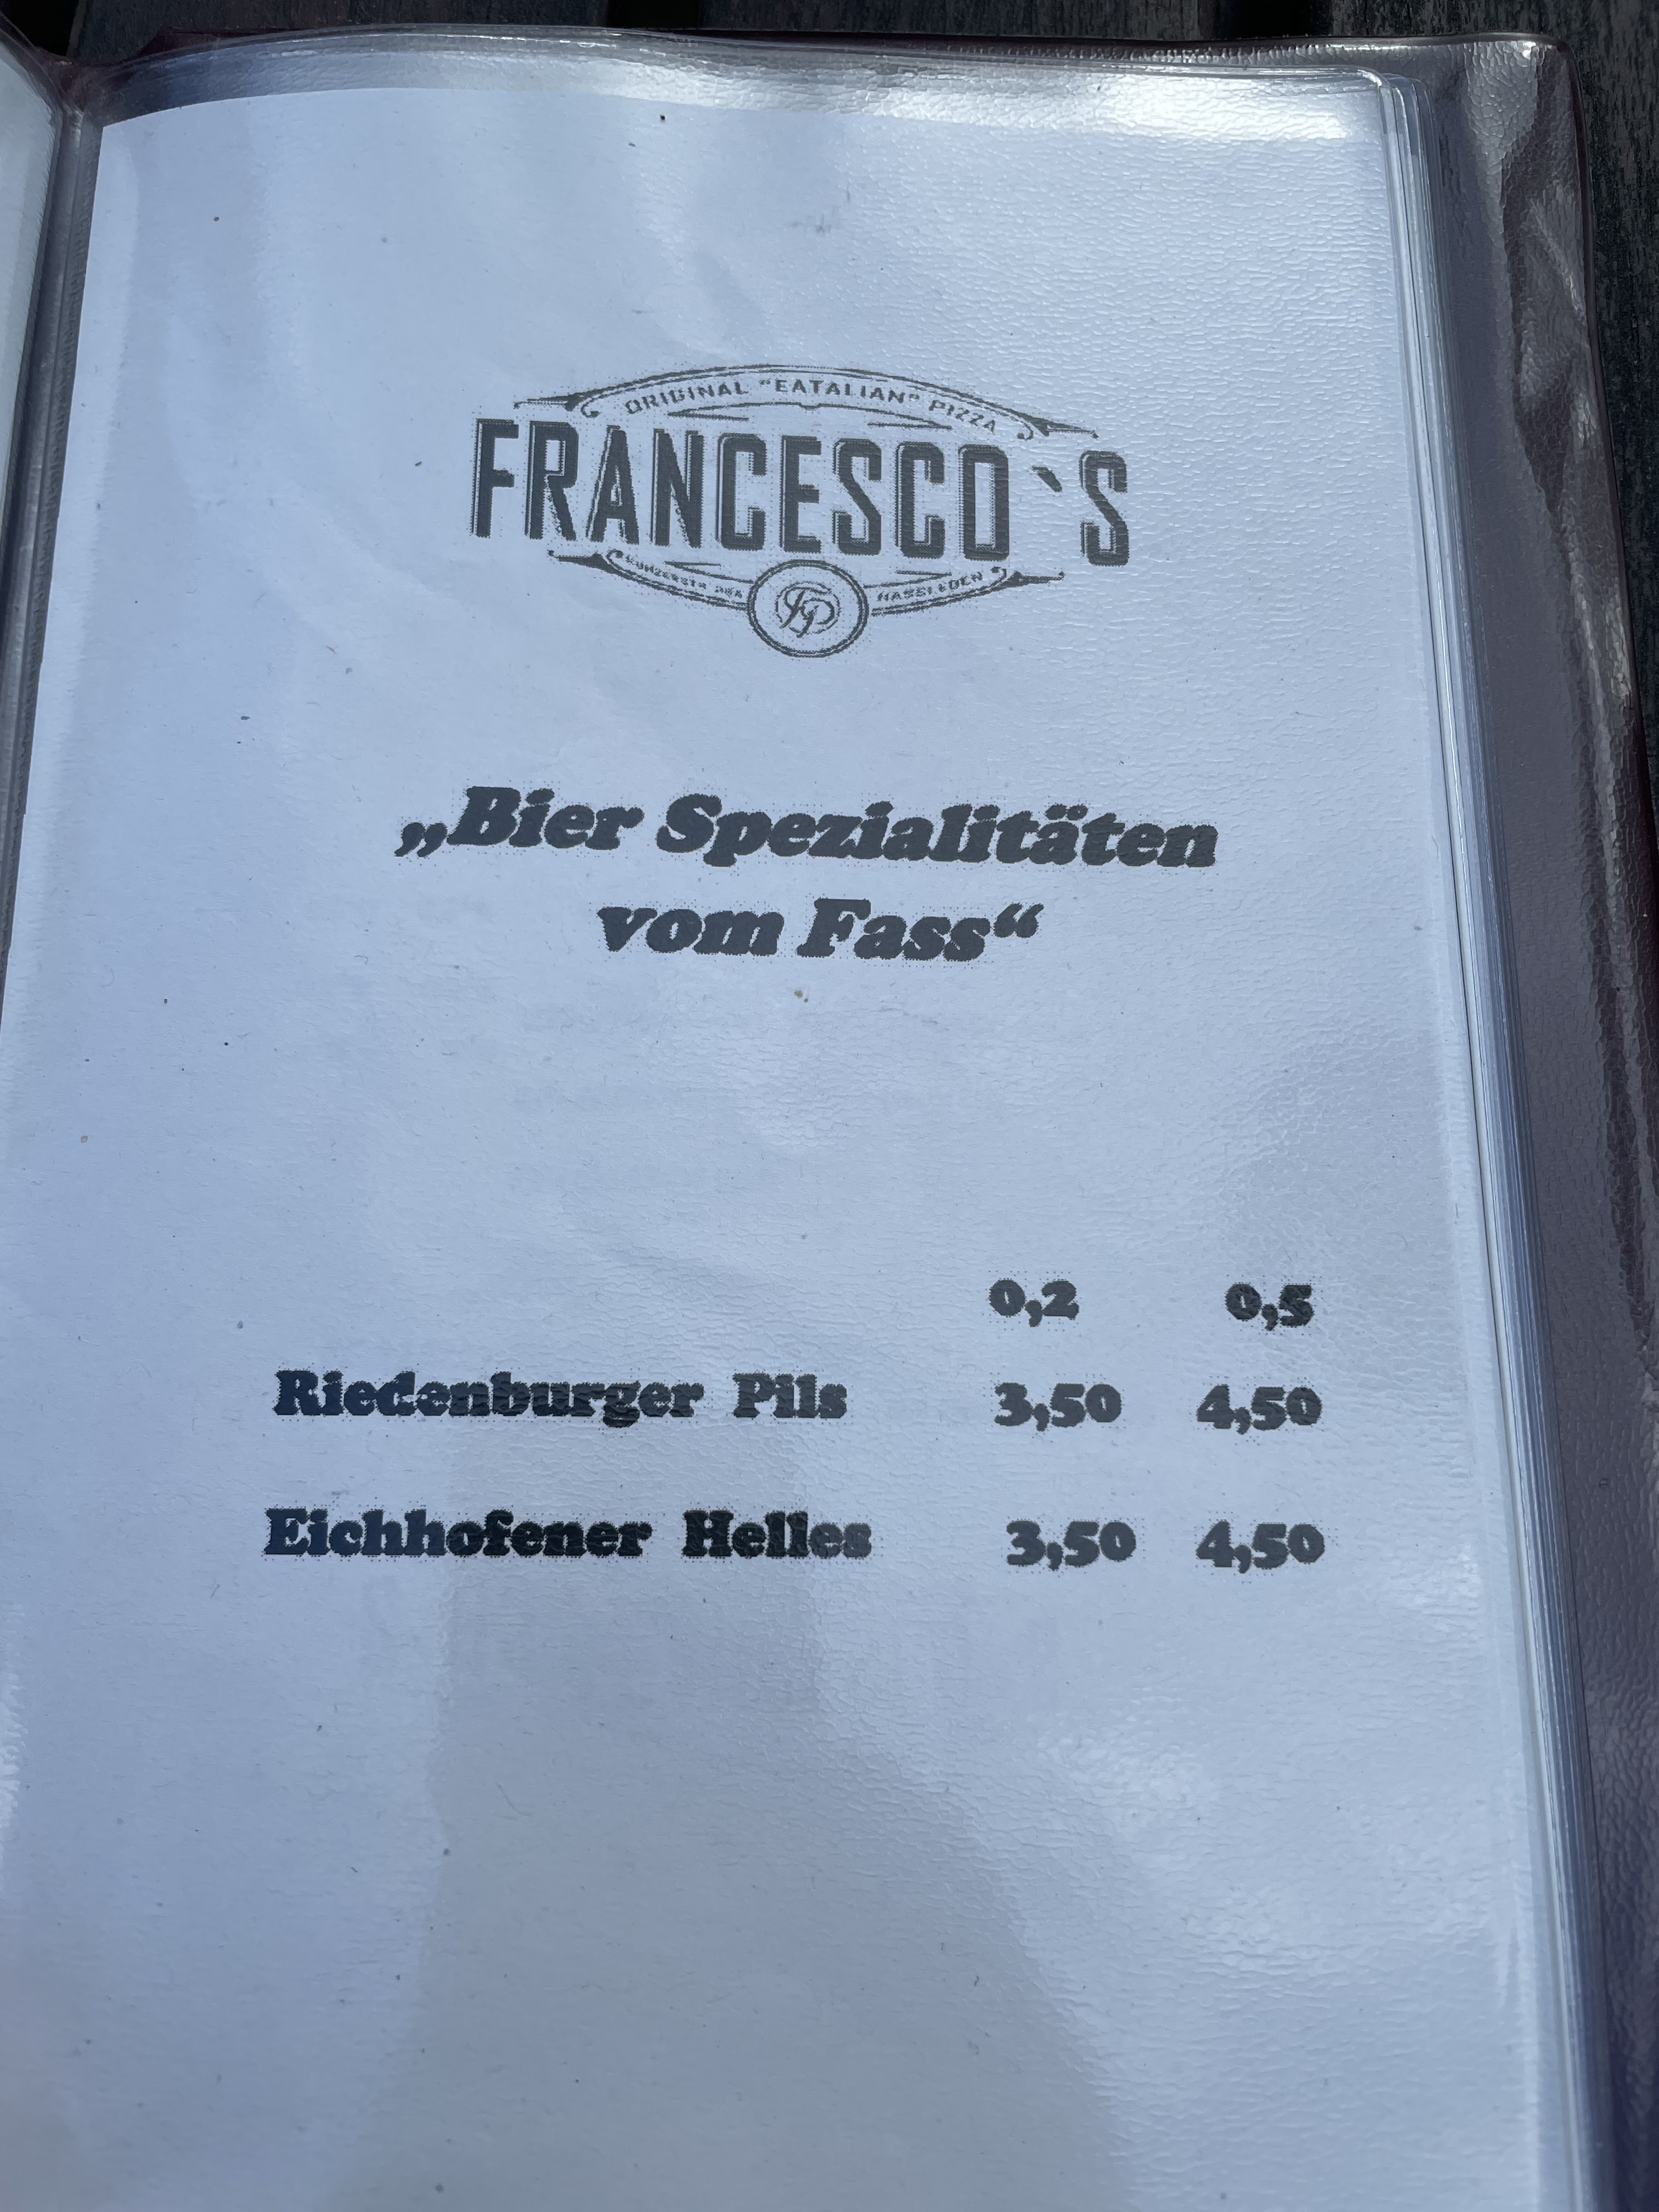 ORIGINAL "EATALIAN" PIZZA
FRANCESCO`S
„Bier Spezialitäten
vom Fass“
0,2 0,5
Riedenburger Pils 3,50 4,50
Eichhofener Helles 3,50 4,50